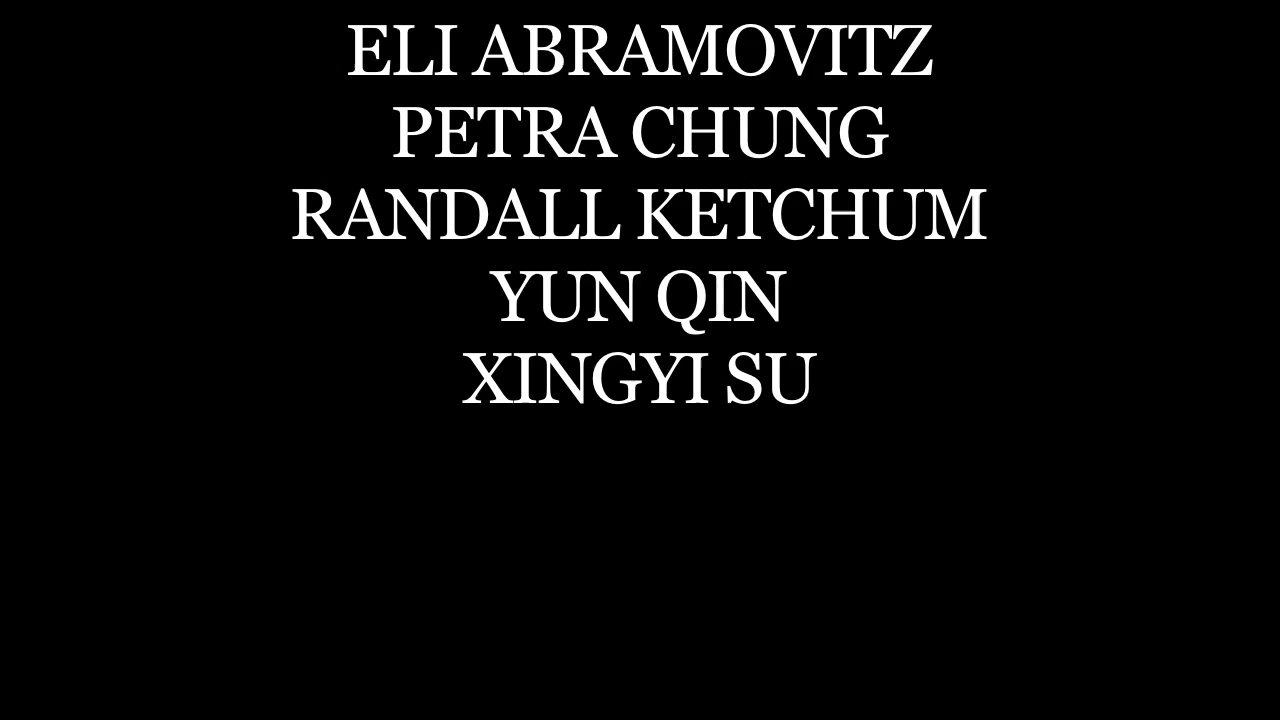 ELI ABRAMOVITZ
PETRA CHUNG
RANDALL KETCHUM
YUN QIN
XINGYI SU